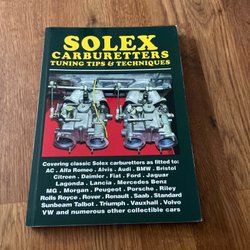 SOLEX
CARBURETTERS
TUNING TIPS & TECHNIQUES
Covering classic Solex carburetters as fitted to:
AC . Alfa Romeo . Alvis . Audi . BMW . Bristol
Citroen . Daimler . Fiat . Ford . Jaguar
Lagonda . Lancia . Mercedes Benz
MG . Morgan . Peugeot . Porsche . Riley
Rolls Royce . Rover . Renault . Saab . Standard
Sunbeam Talbot . Triumph . Vauxhall . Volvo
VW and numerous other collectible cars